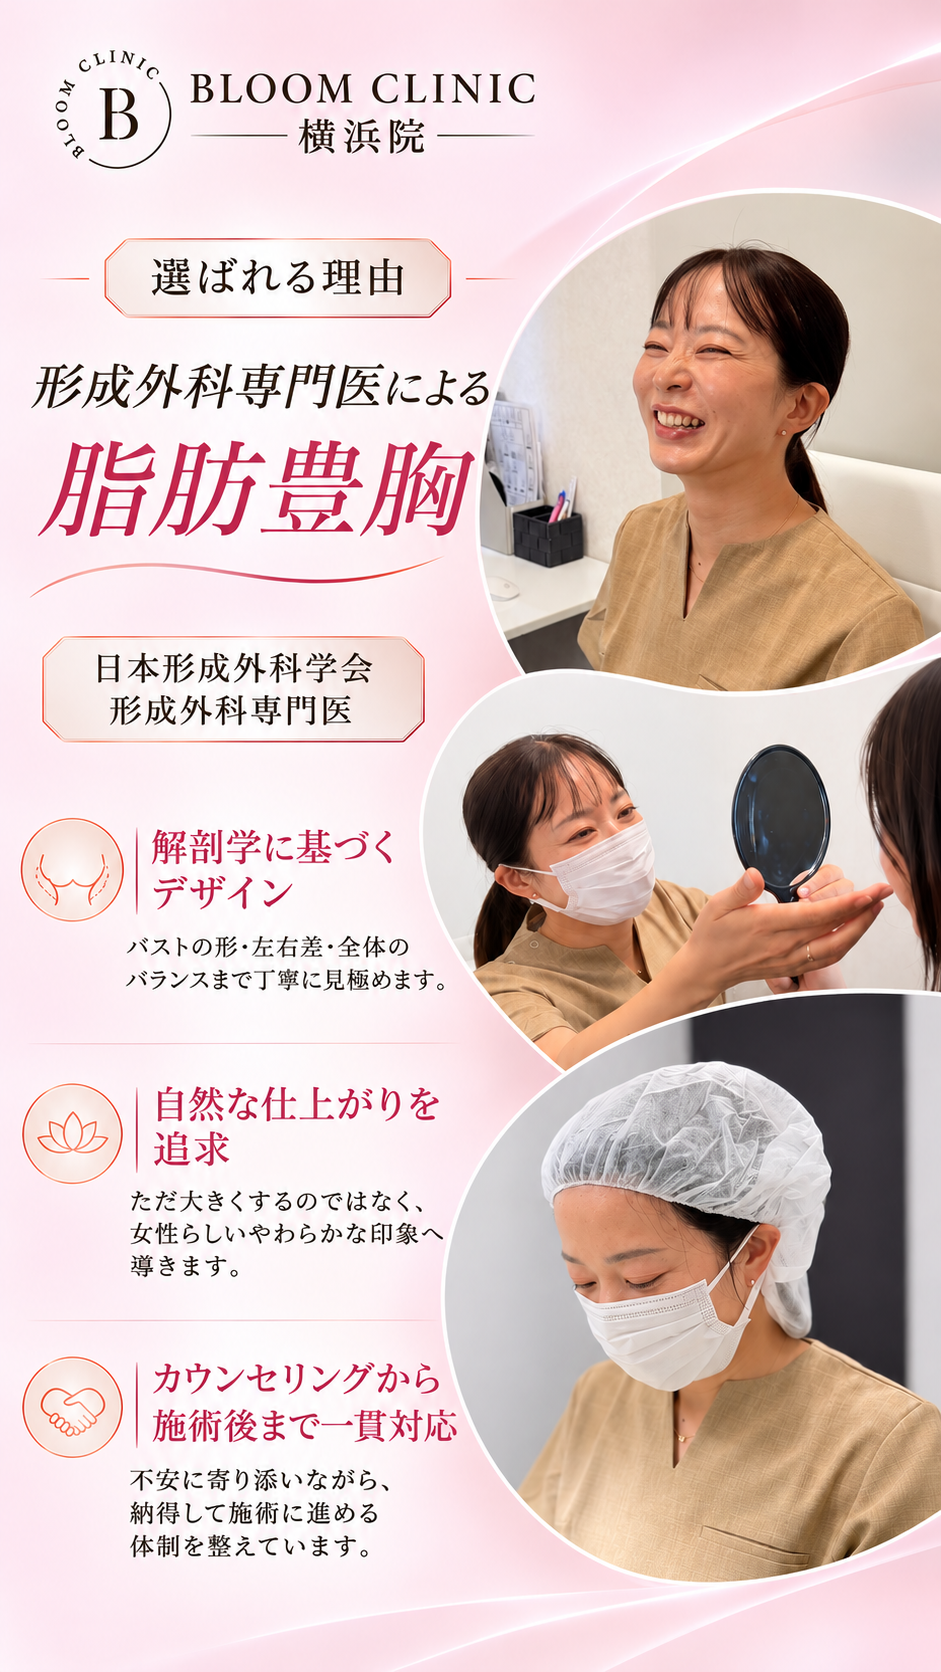 BLOOM CLINIC
B
BLOOM CLINIC
横浜院
選ばれる理由
形成外科専門医による
脂肪豊胸
日本形成外科学会
形成外科専門医
解剖学に基づく
デザイン
バストの形・左右差・全体の
バランスまで丁寧に見極めます。
自然な仕上がりを
追求
ただ大きくするのではなく、
女性らしいやわらかな印象へ
導きます。
カウンセリングから
施術後まで一貫対応
不安に寄り添いながら、
納得して施術に進める
体制を整えています。